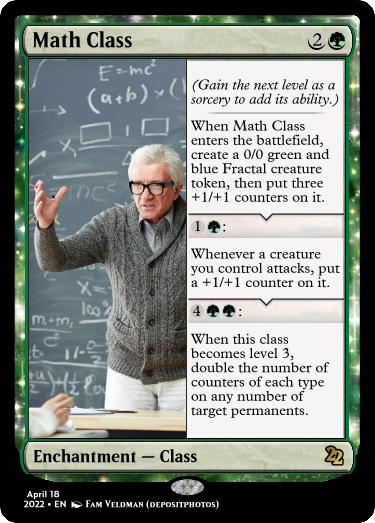 Math Class 2
(Gain the next level as a
sorcery to add its ability.)
When Math Class
enters the battlefield,
create a 0/0 green and
blue Fractal creature
token, then put three
+1/+1 counters on it.
1 :
Whenever a creature
you control attacks, put
a +1/+1 counter on it.
4 :
When this class
becomes level 3,
double the number of
counters of each type
on any number of
target permanents.
E=mc²
(a+b)
Enchantment — Class
April 18
2022 • EN Fam Veldman (depositphotos)